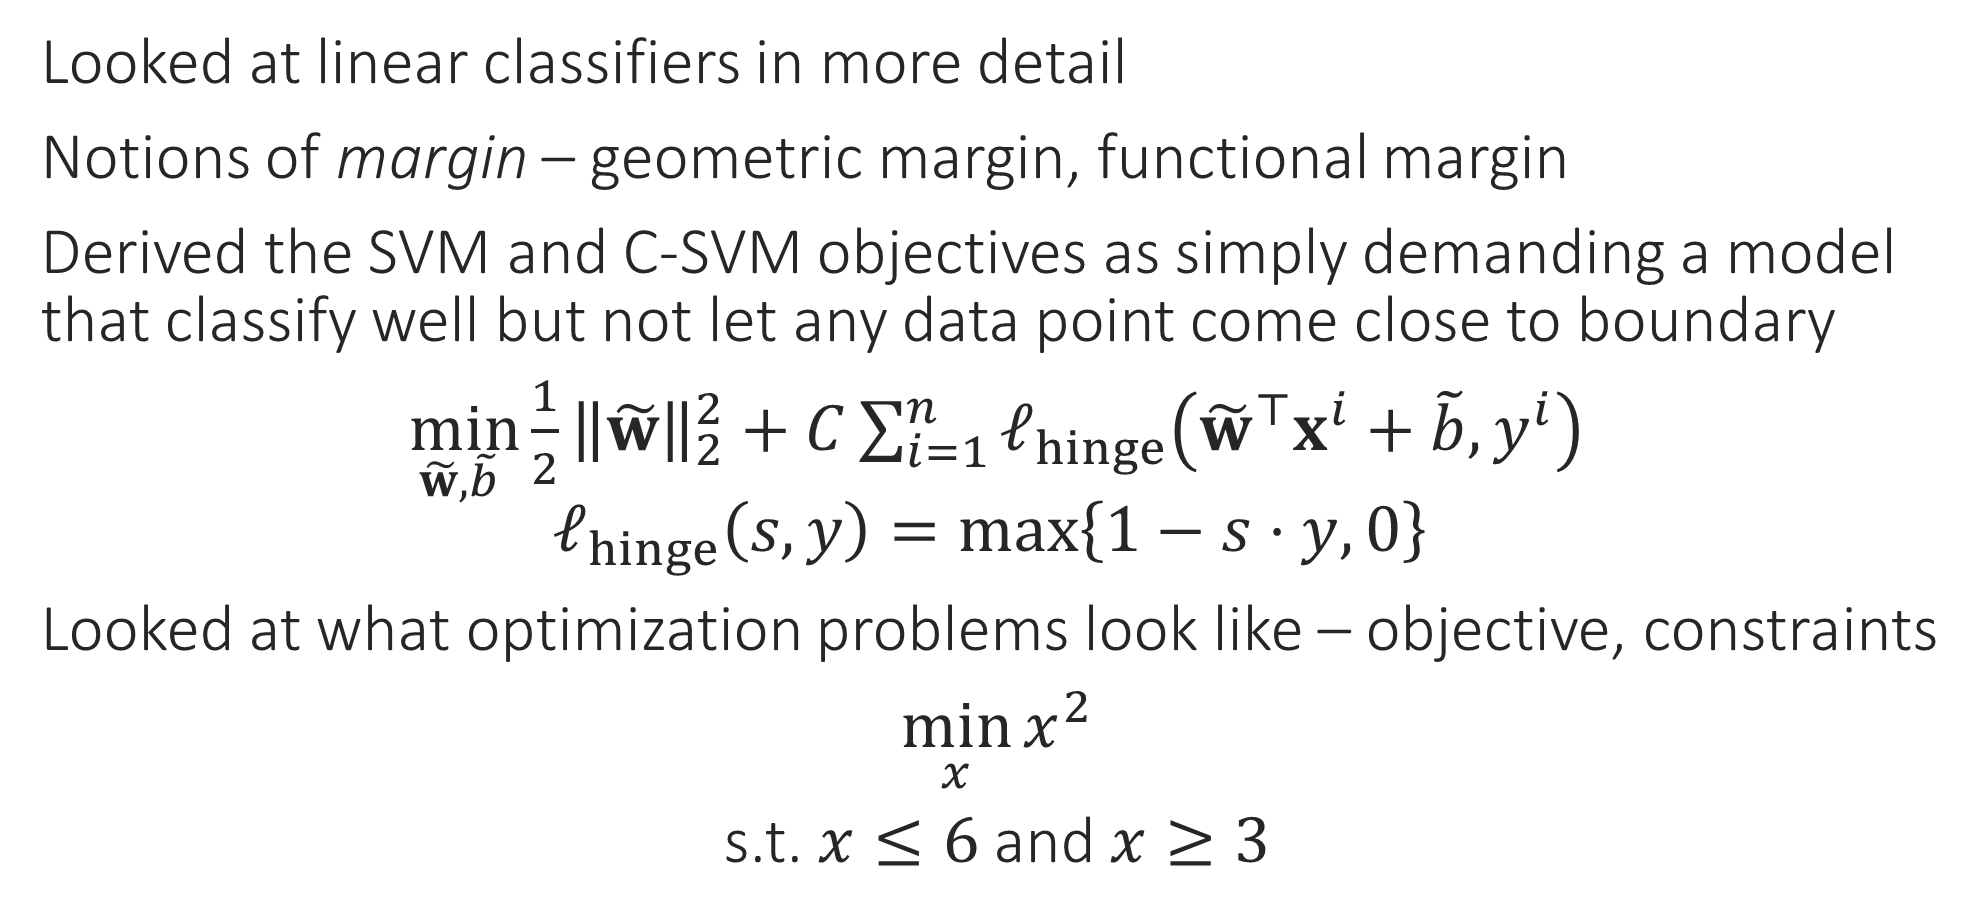 Looked at linear classifiers in more detail
Notions of margin – geometric margin, functional margin
Derived the SVM and C-SVM objectives as simply demanding a model
that classify well but not let any data point come close to boundary
min_{w̃,b̃} 1/2 ‖w̃‖₂² + C ∑_{i=1}^{n} ℓ_hinge(w̃^⊤x^i + b̃, y^i)
ℓ_hinge(s, y) = max{1 − s · y, 0}
Looked at what optimization problems look like – objective, constraints
min_x x²
s.t. x ≤ 6 and x ≥ 3